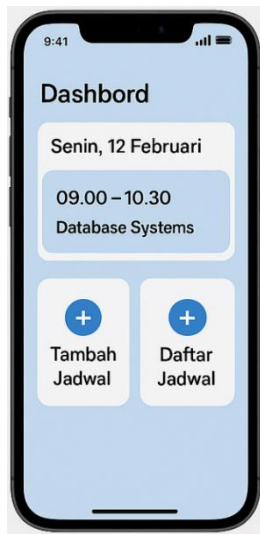 9:41
Dashbord
Senin, 12 Februari
09.00 – 10.30
Database Systems
Tambah
Jadwal
Daftar
Jadwal